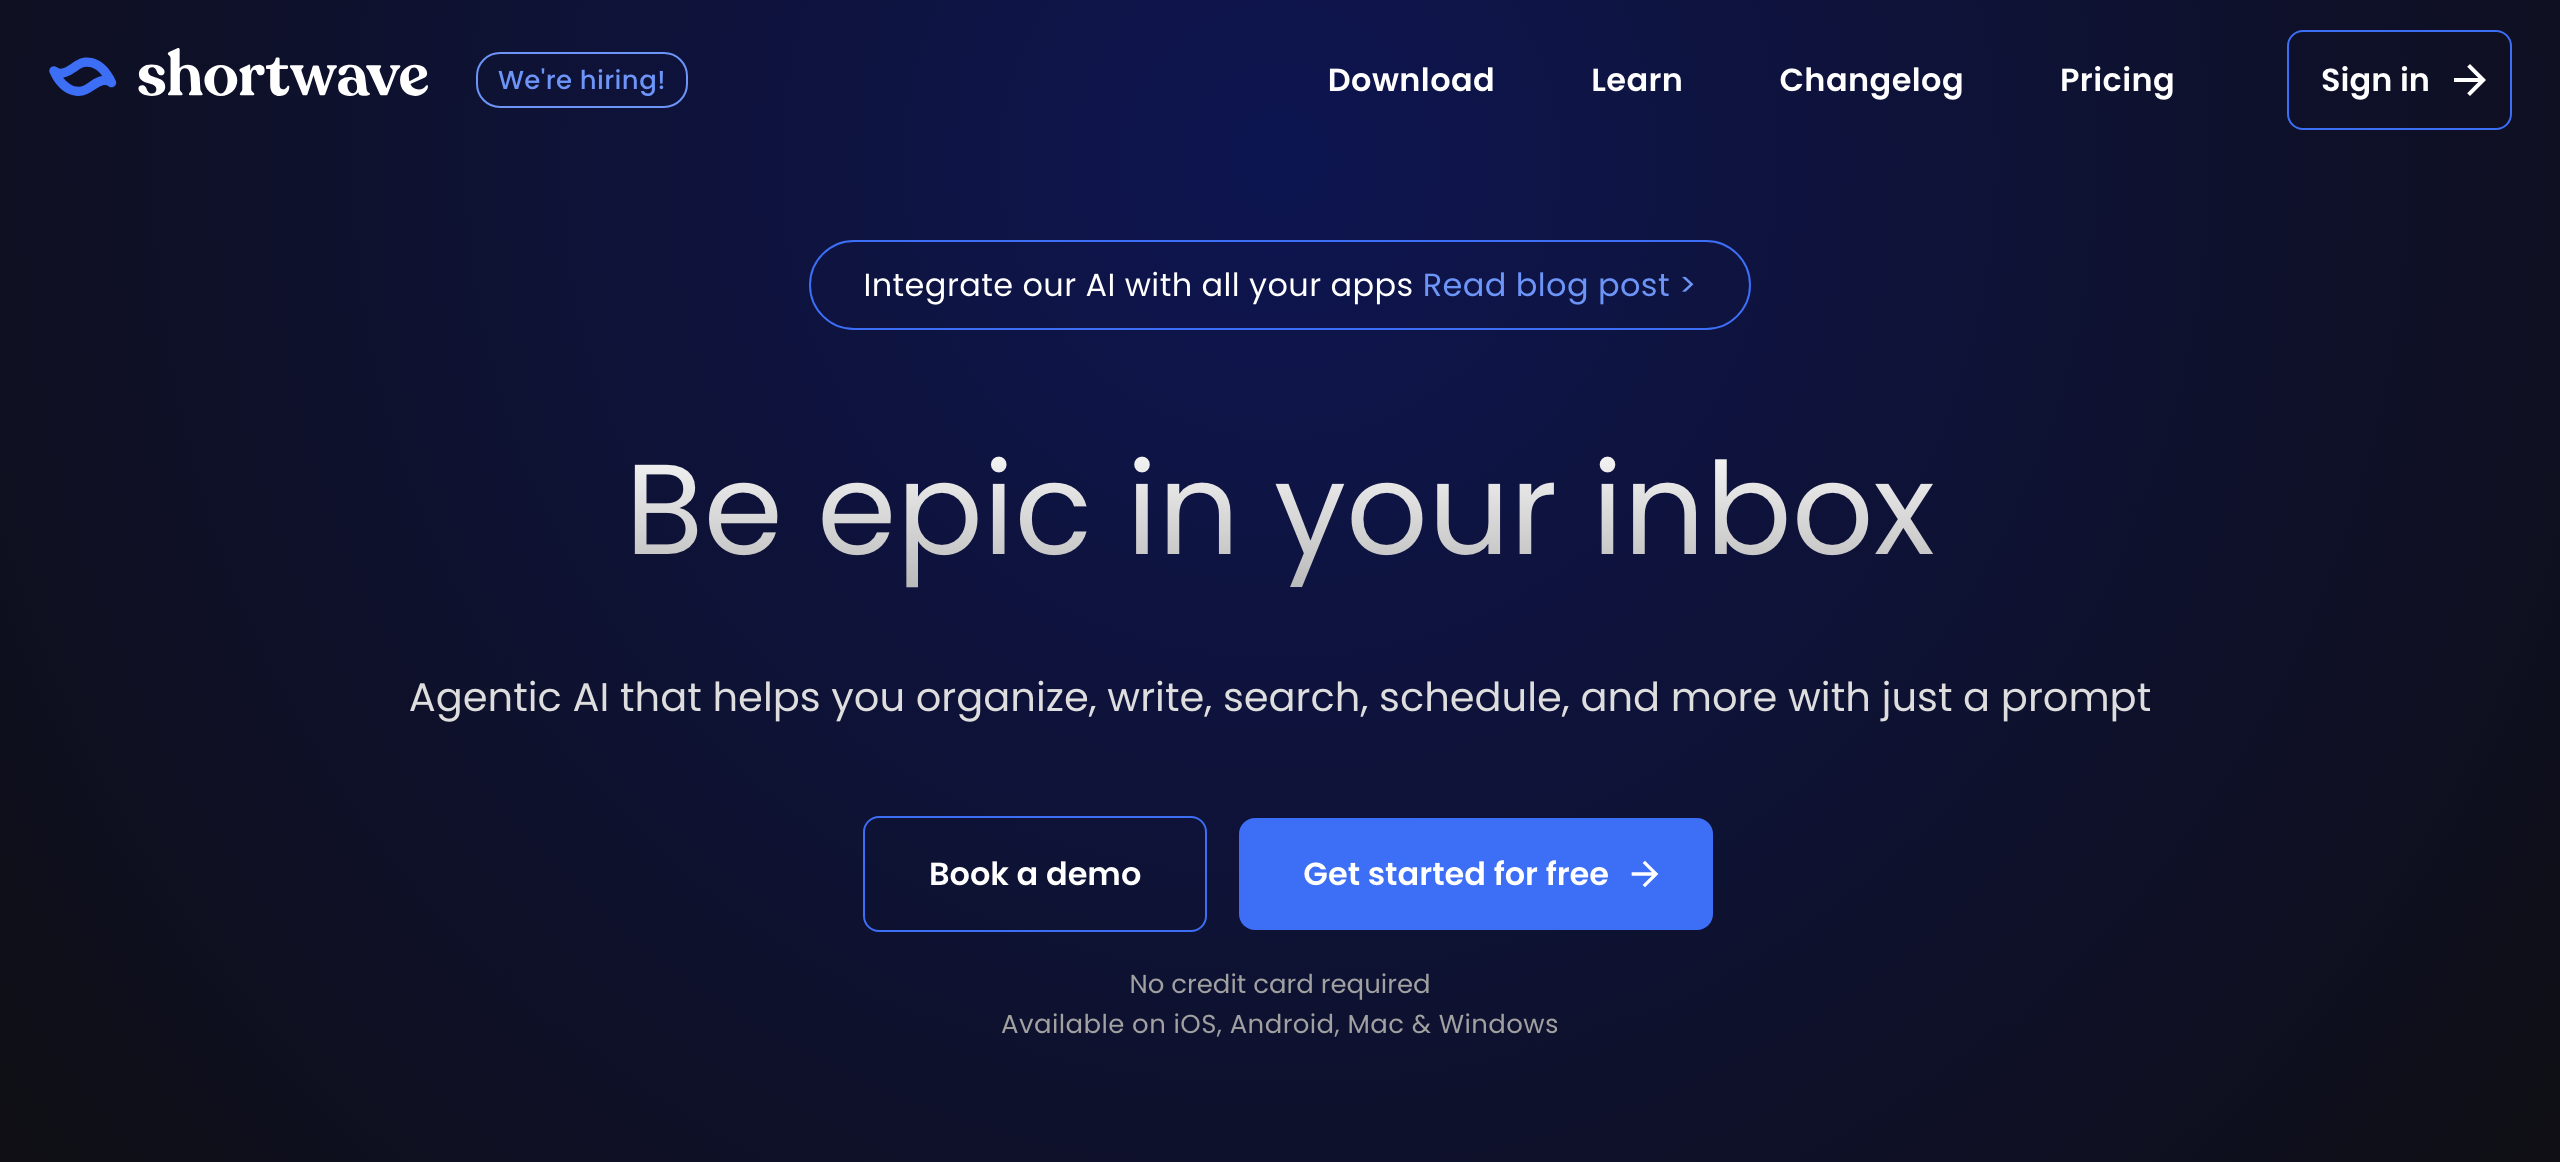 shortwave
We're hiring!
Download
Learn
Changelog
Pricing
Sign in
Integrate our AI with all your apps Read blog post >
Be epic in your inbox
Agentic AI that helps you organize, write, search, schedule, and more with just a prompt
Book a demo
Get started for free
No credit card required
Available on iOS, Android, Mac & Windows